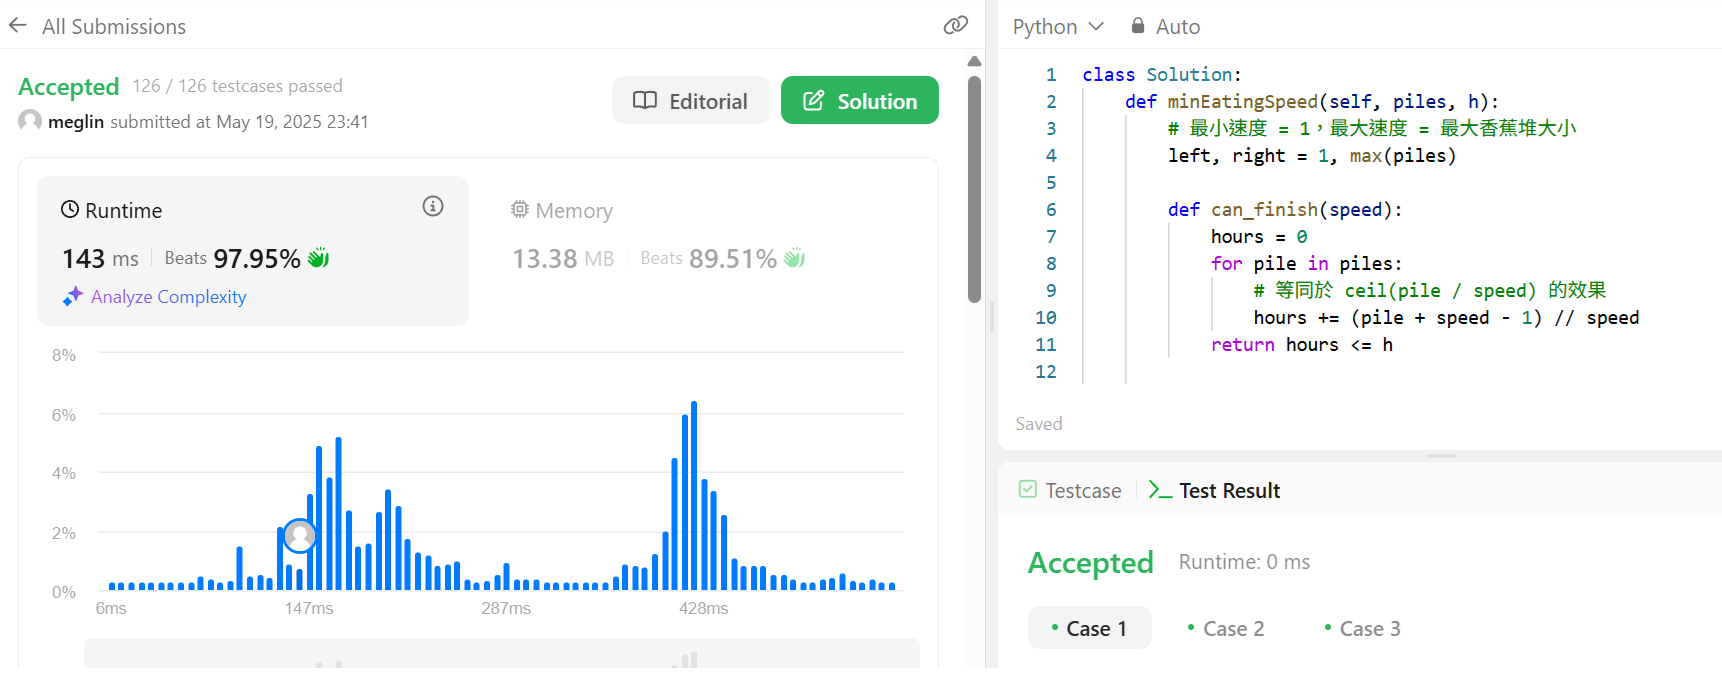 All Submissions
Accepted 126 / 126 testcases passed
meglin submitted at May 19, 2025 23:41
Editorial
Solution
Runtime
143 ms Beats 97.95%
Analyze Complexity
Memory
13.38 MB Beats 89.51%
8%
6%
4%
2%
0%
6ms 147ms 287ms 428ms
Python Auto
1 class Solution:
2 def minEatingSpeed(self, piles, h):
3 # 最小速度 = 1，最大速度 = 最大香蕉堆大小
4 left, right = 1, max(piles)
5
6 def can_finish(speed):
7 hours = 0
8 for pile in piles:
9 # 等同於 ceil(pile / speed) 的效果
10 hours += (pile + speed - 1) // speed
11 return hours <= h
12
Saved
Testcase Test Result
Accepted Runtime: 0 ms
Case 1 Case 2 Case 3